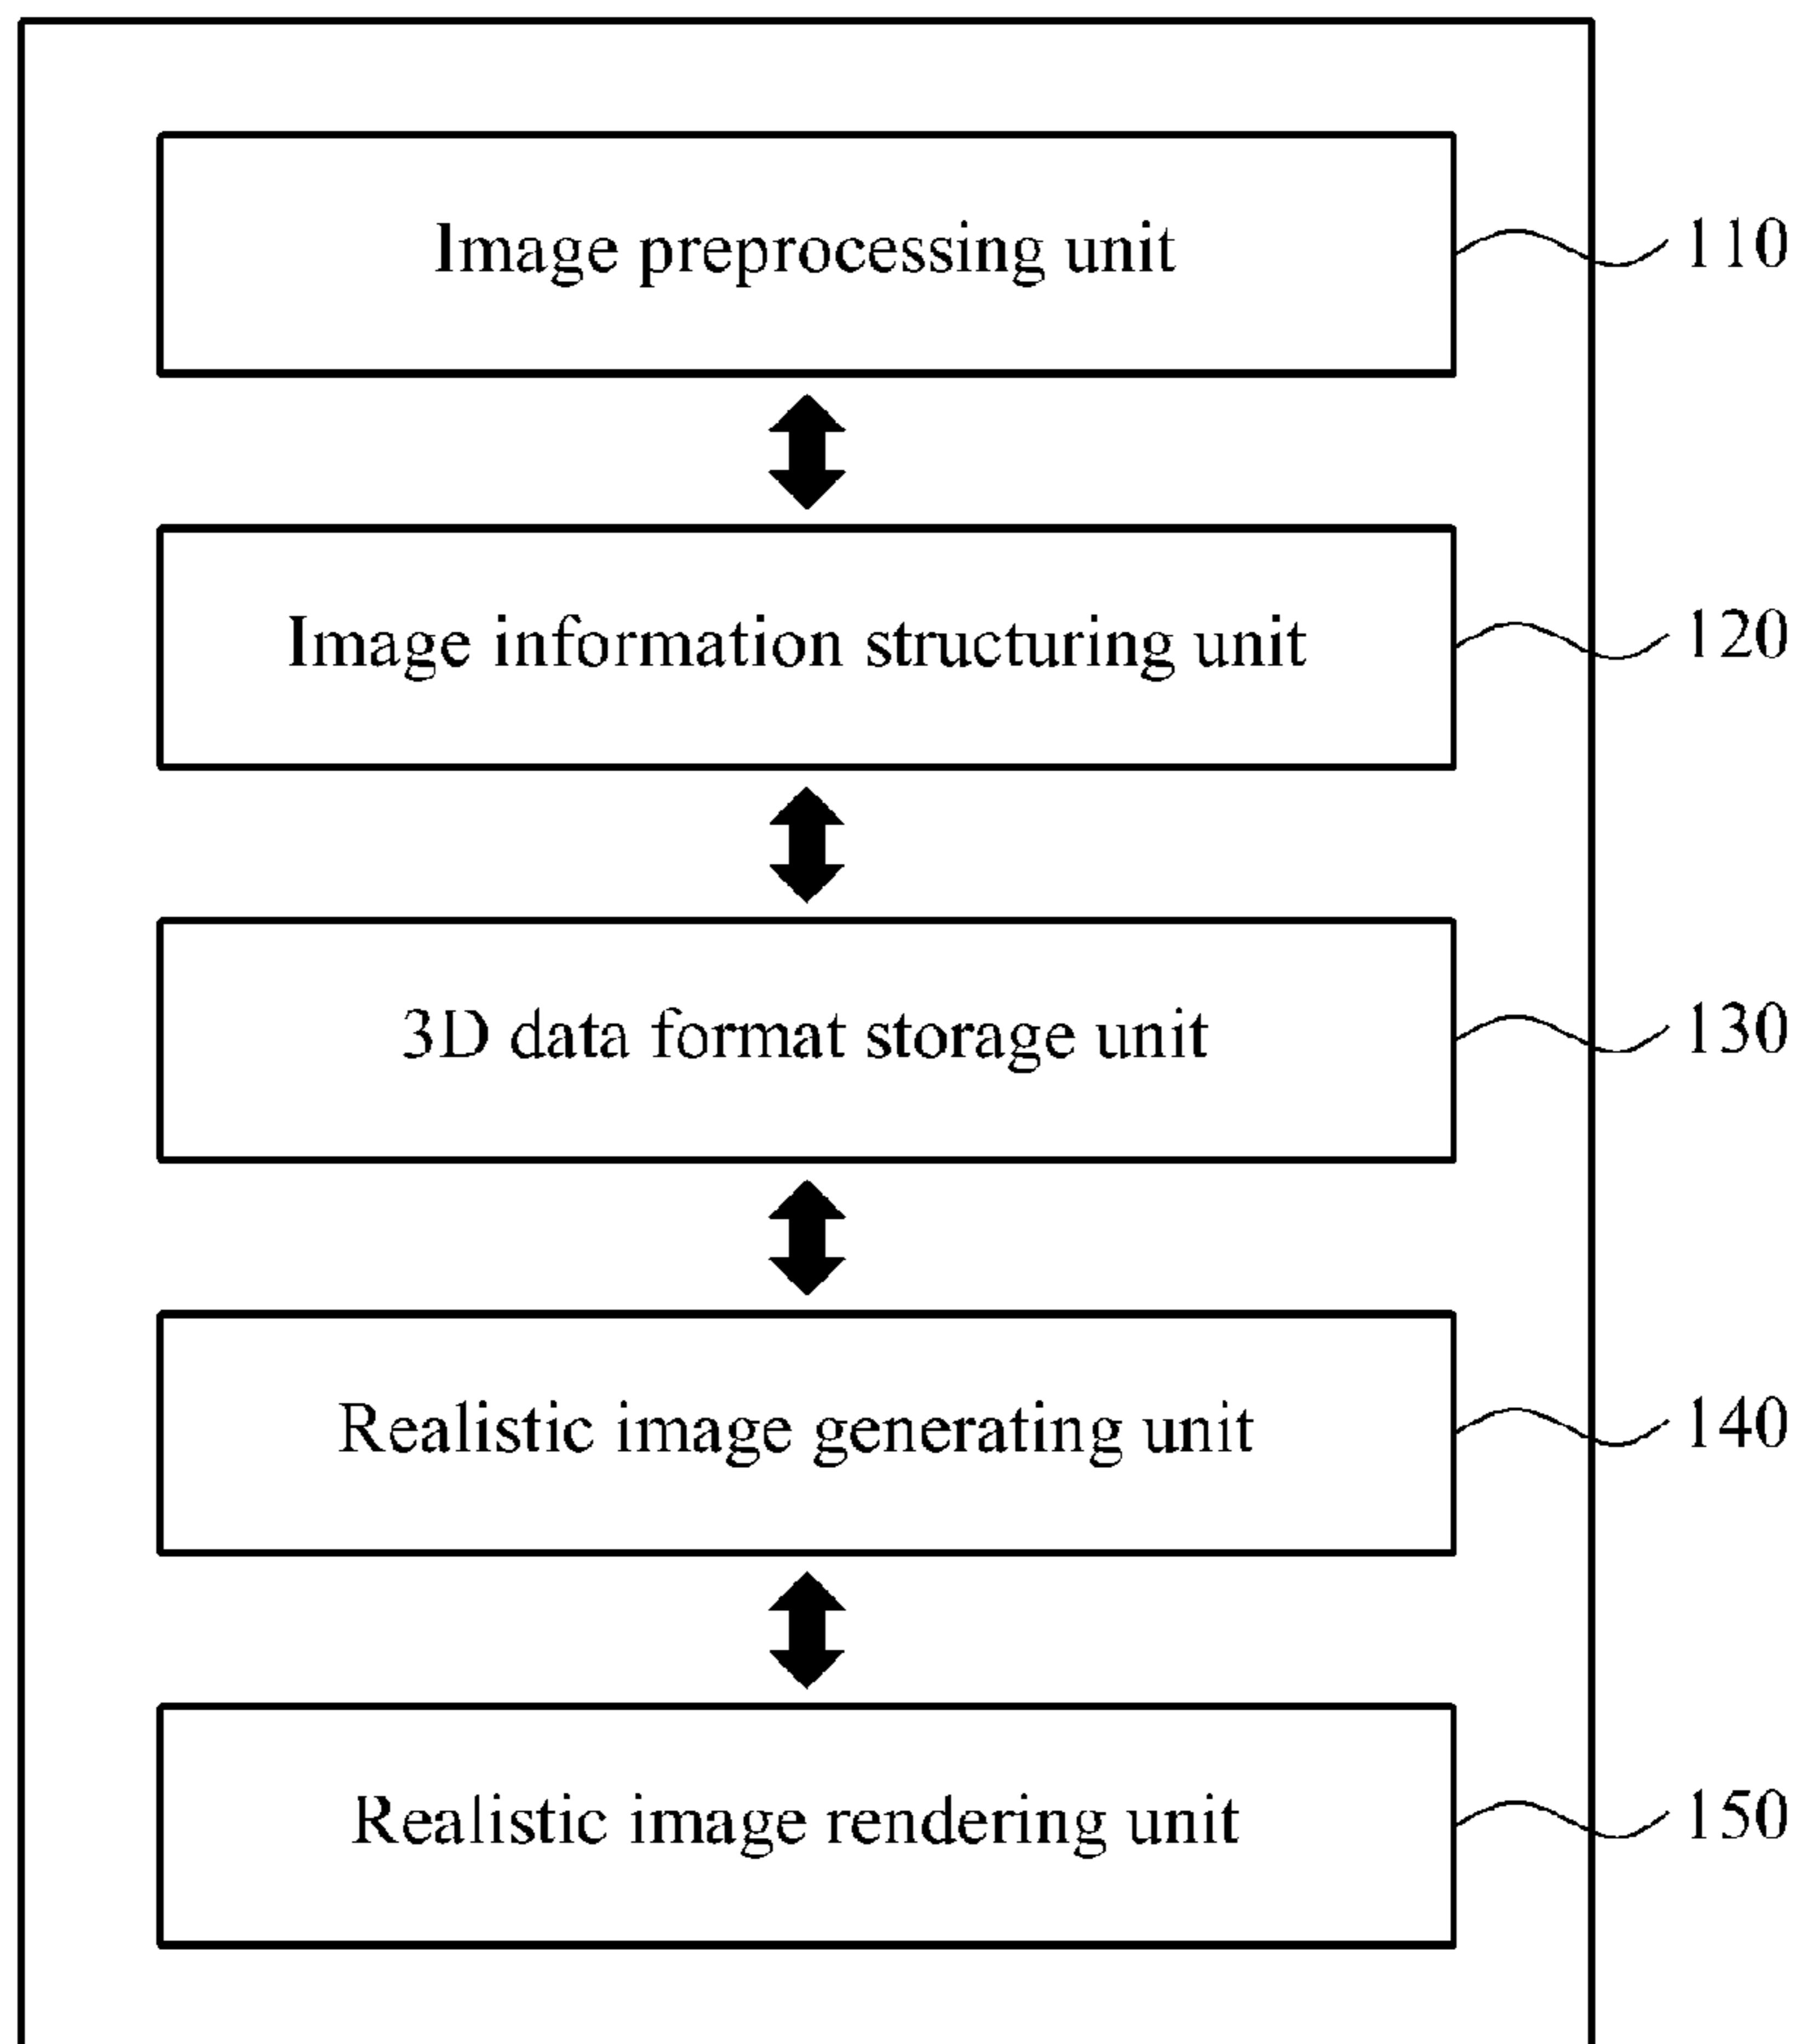 Image preprocessing unit
110
Image information structuring unit
120
3D data format storage unit
130
Realistic image generating unit
140
Realistic image rendering unit
150